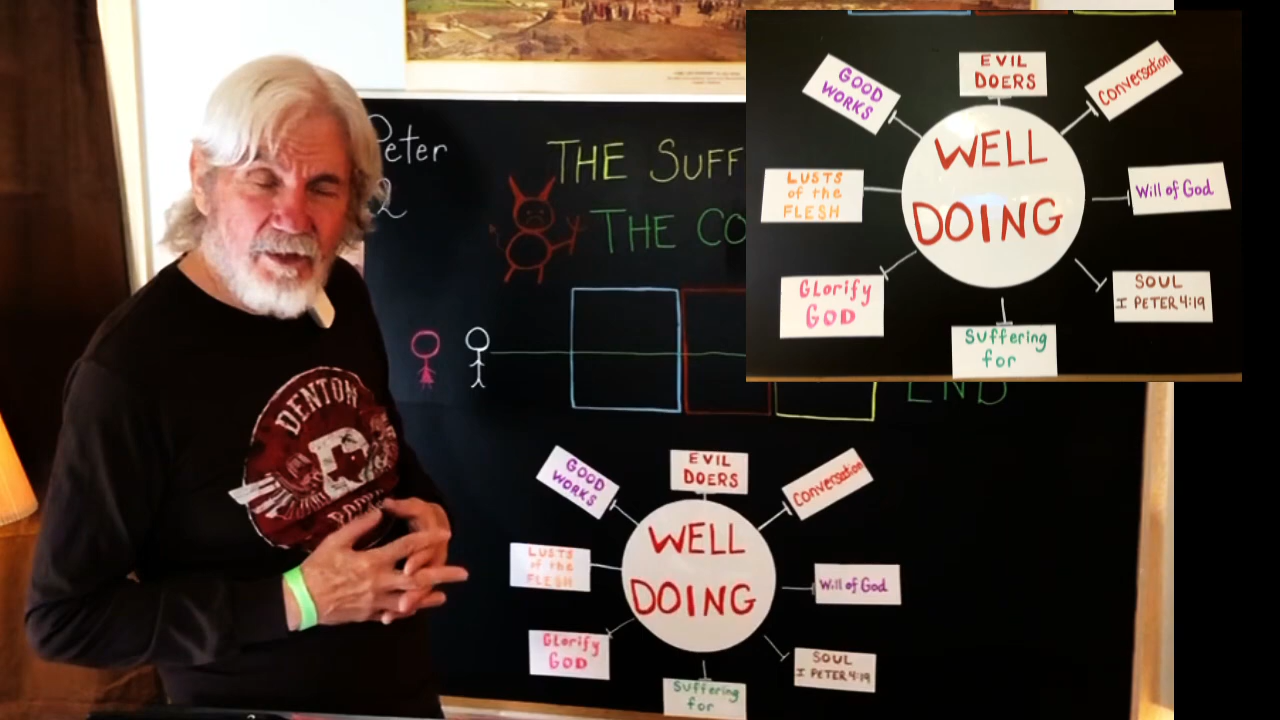 Peter
2
THE SUFF
THE CO
END
DENTON
EVIL
DOERS
GOOD
WORKS
Conversation
WELL
DOING
LUSTS
of the
FLESH
Will of God
GLorify
GOD
SOUL
I PETER 4:19
Suffering
for
EVIL
DOERS
GOOD
WORKS
Conversation
WELL
DOING
LUSTS
of the
FLESH
Will of God
GLorify
GOD
SOUL
I PETER 4:19
Suffering
for